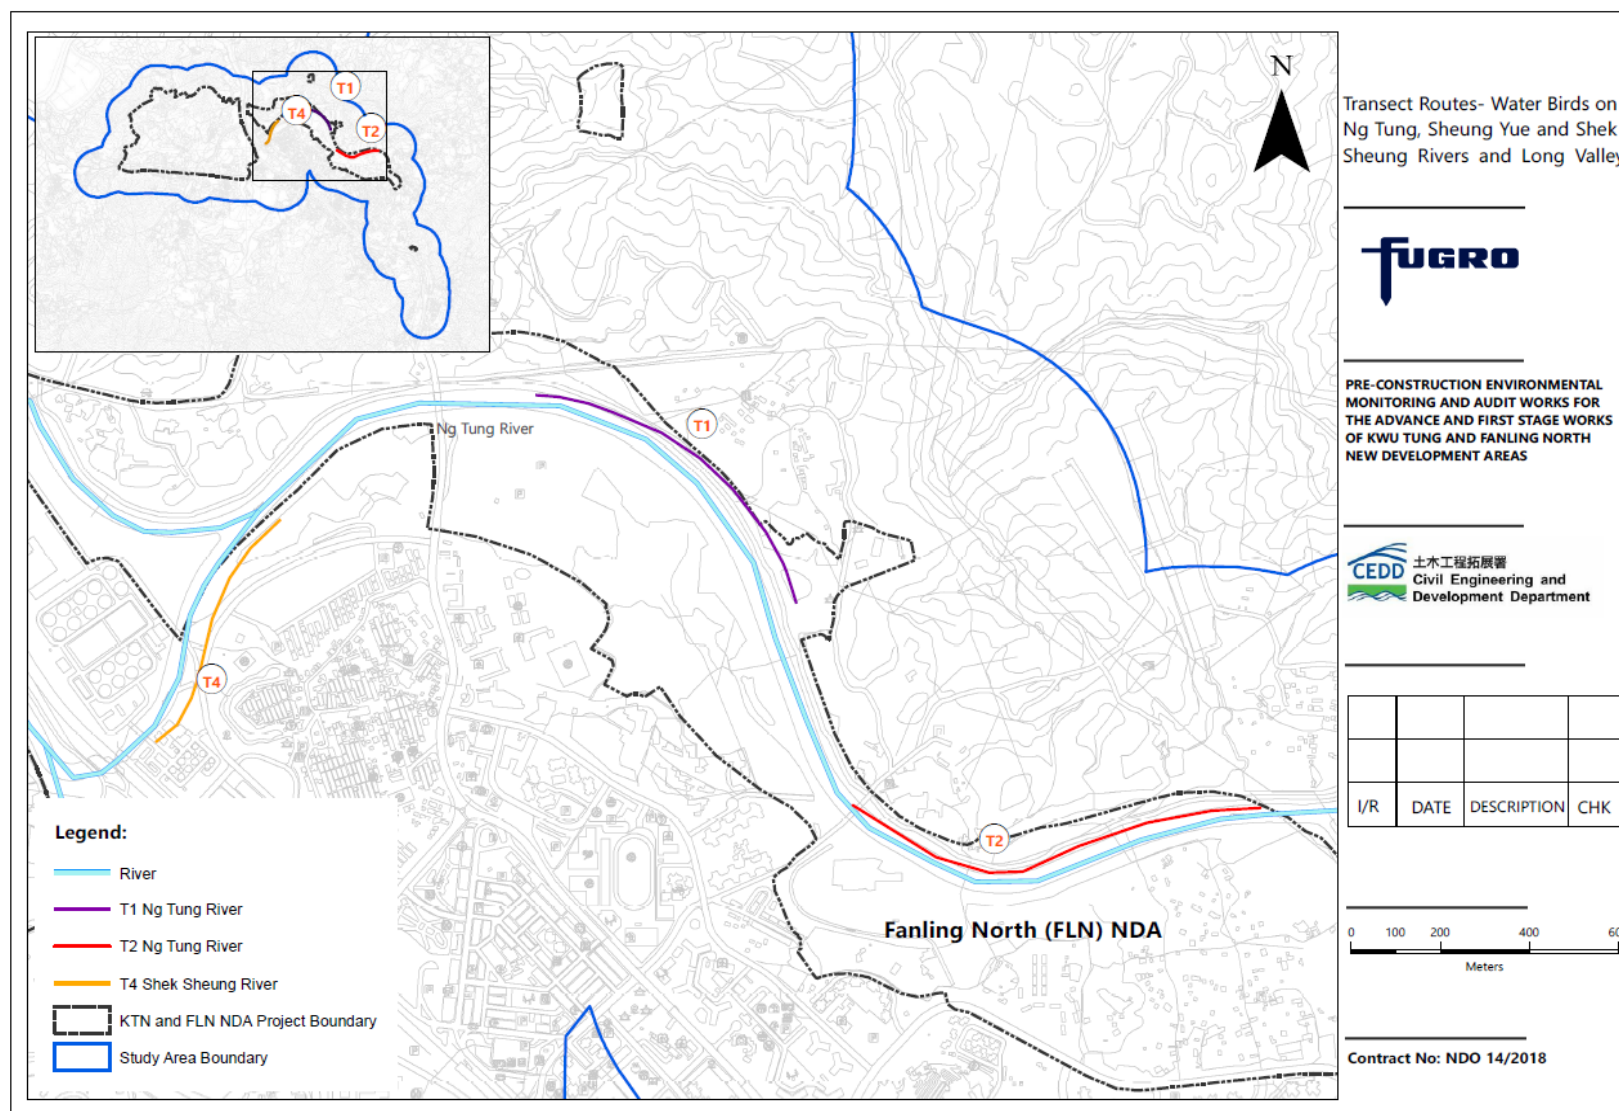 T1
T4
T2
N
Transect Routes- Water Birds on
Ng Tung, Sheung Yue and Shek
Sheung Rivers and Long Valley
FUGRO
PRE-CONSTRUCTION ENVIRONMENTAL
MONITORING AND AUDIT WORKS FOR
THE ADVANCE AND FIRST STAGE WORKS
OF KWU TUNG AND FANLING NORTH
NEW DEVELOPMENT AREAS
T1
Ng Tung River
CEDD
土木工程拓展署
Civil Engineering and
Development Department
T4
T2
I/R DATE DESCRIPTION CHK
Fanling North (FLN) NDA
Legend:
River
T1 Ng Tung River
T2 Ng Tung River
T4 Shek Sheung River
KTN and FLN NDA Project Boundary
Study Area Boundary
0 100 200 400
Meters
Contract No: NDO 14/2018